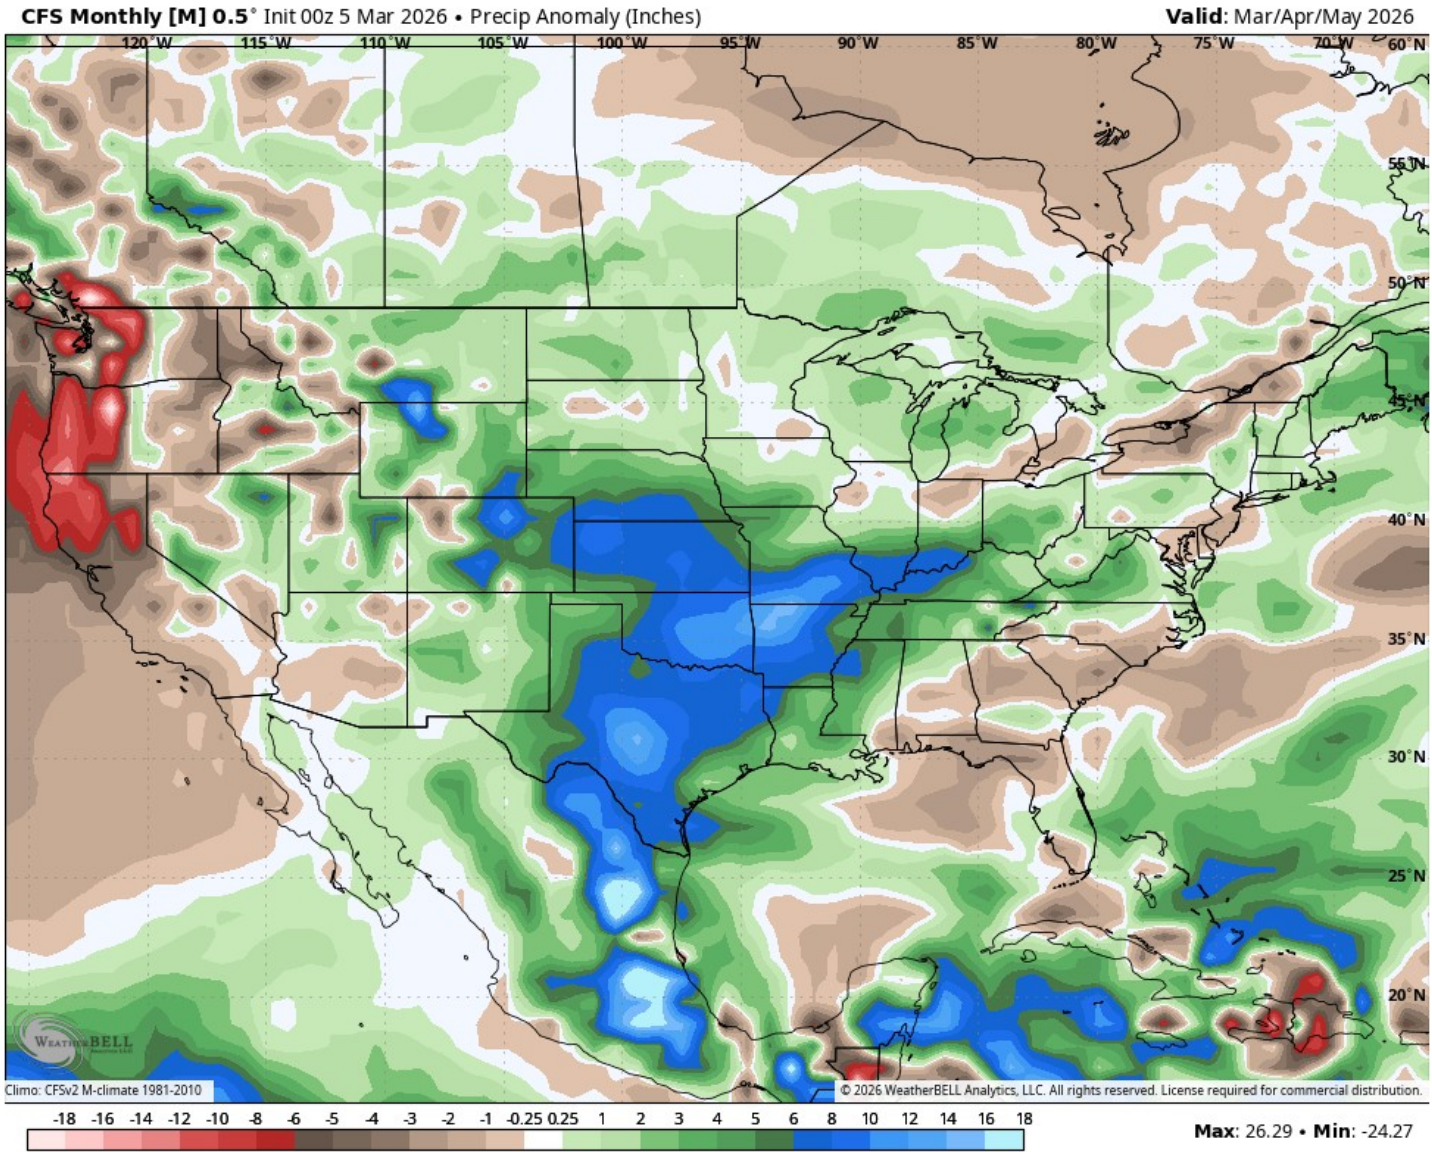 CFS Monthly [M] 0.5° Init 00z 5 Mar 2026 • Precip Anomaly (Inches)
Valid: Mar/Apr/May 2026
120°W 115°W 110°W 105°W 100°W 95°W 90°W 85°W 80°W 75°W 70°W 60°N
55°N
50°N
45°N
40°N
35°N
30°N
25°N
20°N
WEATHERBELL
Climo: CFSv2 M-climate 1981-2010
© 2026 WeatherBELL Analytics, LLC. All rights reserved. License required for commercial distribution.
-18 -16 -14 -12 -10 -8 -6 -5 -4 -3 -2 -1 -0.25 0.25 1 2 3 4 5 6 8 10 12 14 16 18
Max: 26.29 • Min: -24.27